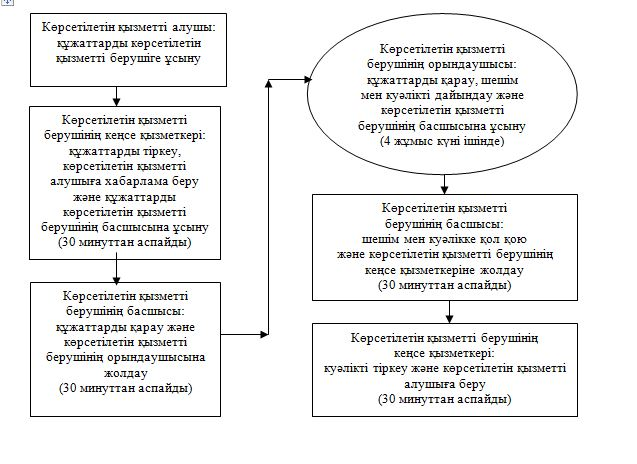 Көрсетілетін қызметті алушы:
құжаттарды көрсетілетін
қызметті берушіге ұсыну
Көрсетілетін қызметті
берушінің кеңсе қызметкері:
құжаттарды тіркеу,
көрсетілетін қызметті
алушыға хабарлама беру
және құжаттарды
көрсетілетін қызметті
берушінің басшысына ұсыну
(30 минуттан аспайды)
Көрсетілетін қызметті
берушінің басшысы:
құжаттарды қарау және
көрсетілетін қызметті
берушінің орындаушысына
жолдау
(30 минуттан аспайды)
Көрсетілетін қызметті
берушінің орындаушысы:
құжаттарды қарау, шешім
мен куәлікті дайындау және
көрсетілетін қызметті
берушінің басшысына ұсыну
(4 жұмыс күні ішінде)
Көрсетілетін қызметті
берушінің басшысы:
шешім мен куәлікке қол қою
және көрсетілетін қызметті берушінің
кеңсе қызметкеріне жолдау
(30 минуттан аспайды)
Көрсетілетін қызметті берушінің
кеңсе қызметкері:
куәлікті тіркеу және көрсетілетін қызметті
алушыға беру
(30 минуттан аспайды)